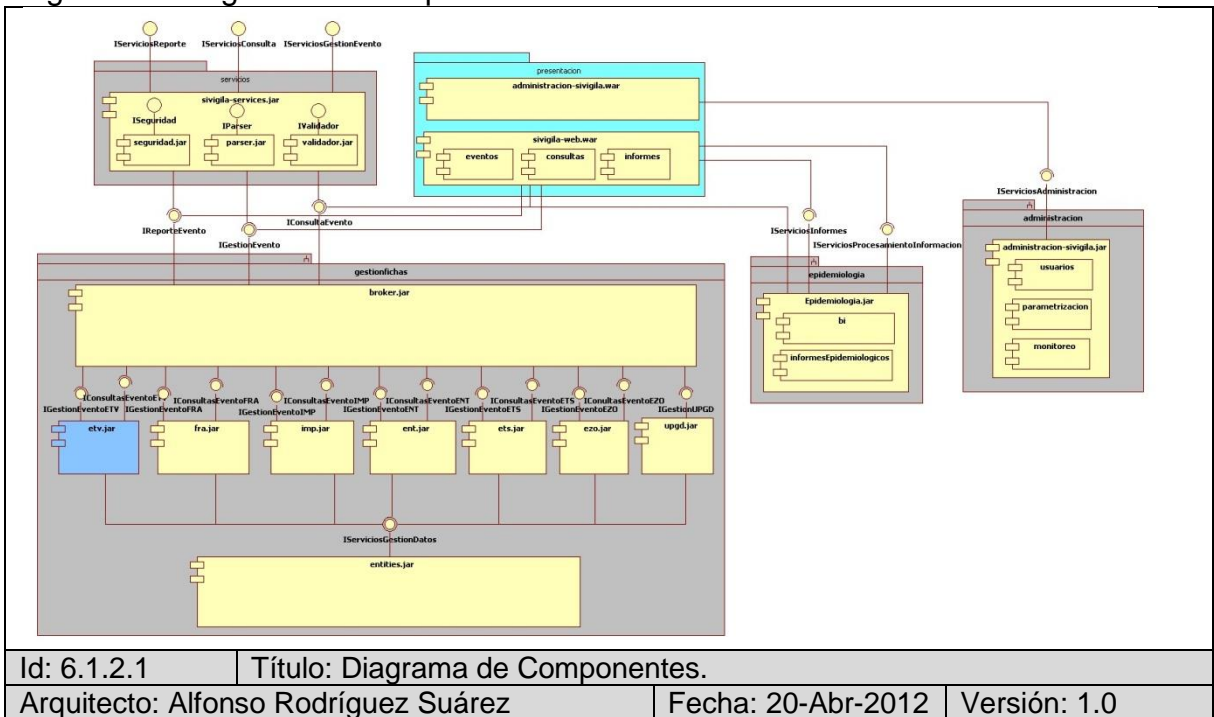 IServiciosReporte IServiciosConsulta IServiciosGestionEvento
servicios
sivigila-services.jar
ISeguridad IParser IValidador
seguridad.jar parser.jar validador.jar
presentacion
administracion-sivigila.war
sivigila-web.war
eventos consultas informes
IReporteEvento
IGestionEvento
IConsultaEvento
IServiciosInformes
IServiciosProcesamientoInformacion
IServiciosAdministracion
administracion
administracion-sivigila.jar
usuarios
parametrizacion
monitoreo
epidemiologia
Epidemiologia.jar
bi
informesEpidemiologicos
gestionfichas
broker.jar
IConsultasEventoFRA IConsultasEventoIMP IConsultasEventoENT IConsultasEventoETS IConsultasEventoEZO
IGestionEventoETV IGestionEventoFRA IGestionEventoIMP IGestionEventoENT IGestionEventoETS IGestionEventoEZO IGestionUPGD
etv.jar fra.jar imp.jar ent.jar ets.jar ezo.jar upgd.jar
IServiciosGestionDatos
entities.jar
Id: 6.1.2.1 Título: Diagrama de Componentes.
Arquitecto: Alfonso Rodríguez Suárez Fecha: 20-Abr-2012 Versión: 1.0